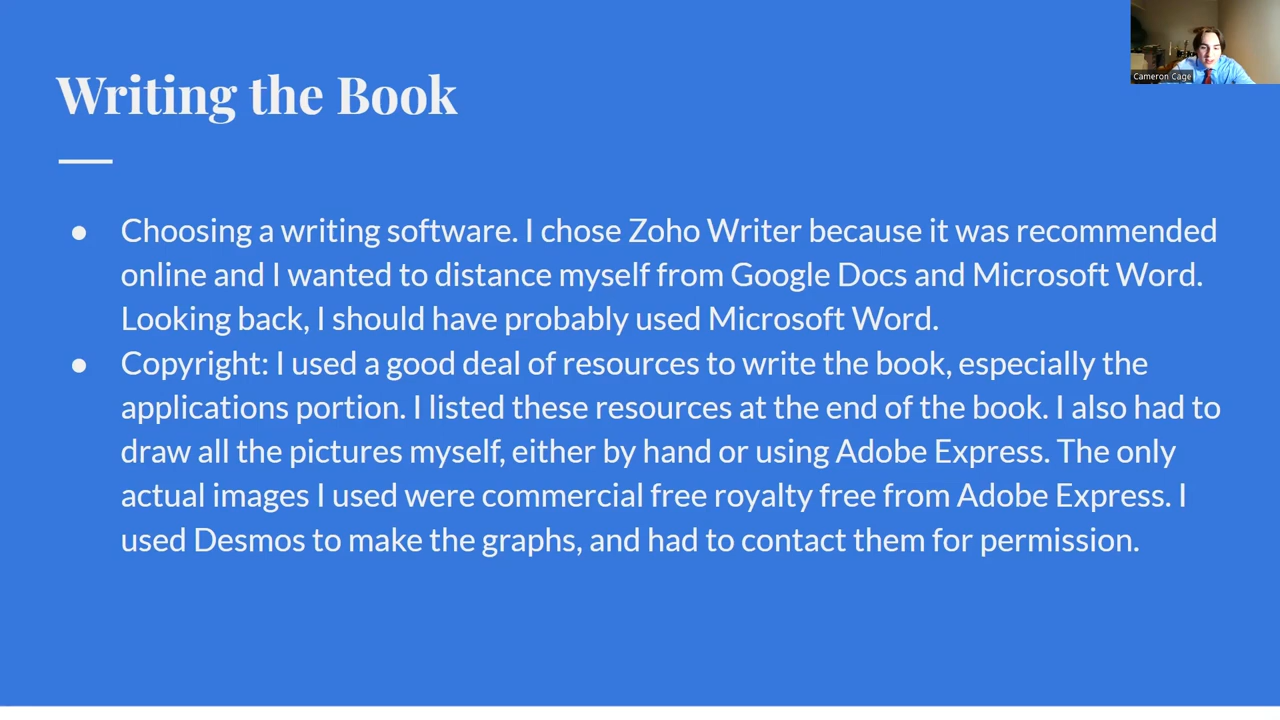 Cameron Cage
Writing the Book
● Choosing a writing software. I chose Zoho Writer because it was recommended
online and I wanted to distance myself from Google Docs and Microsoft Word.
Looking back, I should have probably used Microsoft Word.
● Copyright: I used a good deal of resources to write the book, especially the
applications portion. I listed these resources at the end of the book. I also had to
draw all the pictures myself, either by hand or using Adobe Express. The only
actual images I used were commercial free royalty free from Adobe Express. I
used Desmos to make the graphs, and had to contact them for permission.